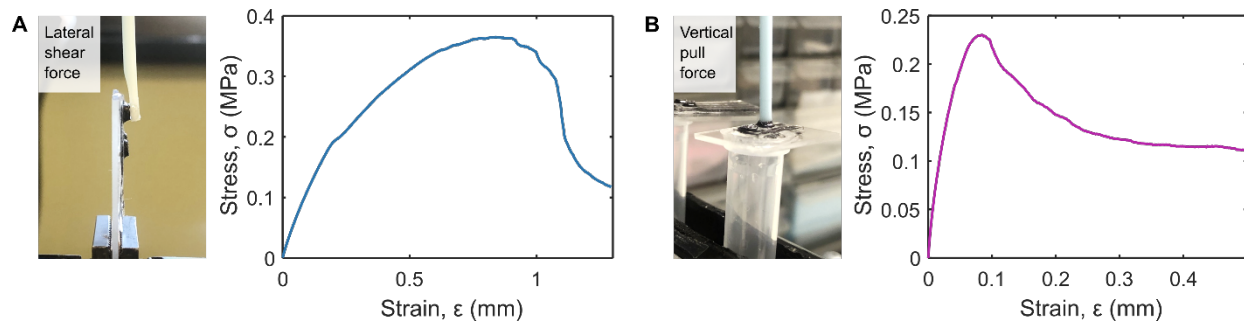 A
Lateral
shear
force
Stress, σ (MPa)
0.4
0.3
0.2
0.1
0
0
0.5
1
Strain, ε (mm)
B
Vertical
pull
force
Stress, σ (MPa)
0.25
0.2
0.15
0.1
0.05
0
0
0.1
0.2
0.3
0.4
Strain, ε (mm)